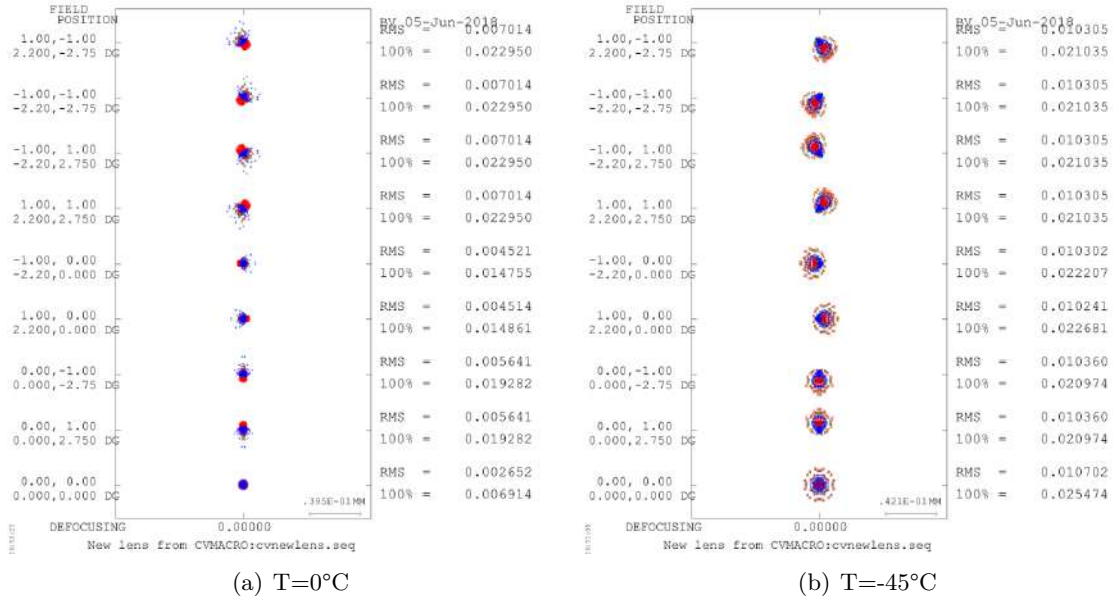 FIELD
POSITION
BV 05-Jun-2018
1.00,-1.00
2.200,-2.75 DG
RMS = 0.007014
100% = 0.022950
-1.00,-1.00
-2.20,-2.75 DG
RMS = 0.007014
100% = 0.022950
-1.00, 1.00
-2.20,2.750 DG
RMS = 0.007014
100% = 0.022950
1.00, 1.00
2.200,2.750 DG
RMS = 0.007014
100% = 0.022950
-1.00, 0.00
-2.20,0.000 DG
RMS = 0.004521
100% = 0.014755
1.00, 0.00
2.200,0.000 DG
RMS = 0.004514
100% = 0.014861
0.00,-1.00
0.000,-2.75 DG
RMS = 0.005641
100% = 0.019282
0.00, 1.00
0.000,2.750 DG
RMS = 0.005641
100% = 0.019282
0.00, 0.00
0.000,0.000 DG
RMS = 0.002652
100% = 0.006914
.395E-01 MM
DEFOCUSING 0.00000
New lens from CVMACRO:cvnewlens.seq
(a) T=0°C
FIELD
POSITION
BV 05-Jun-2018
1.00,-1.00
2.200,-2.75 DG
RMS = 0.010305
100% = 0.021035
-1.00,-1.00
-2.20,-2.75 DG
RMS = 0.010305
100% = 0.021035
-1.00, 1.00
-2.20,2.750 DG
RMS = 0.010305
100% = 0.021035
1.00, 1.00
2.200,2.750 DG
RMS = 0.010305
100% = 0.021035
-1.00, 0.00
-2.20,0.000 DG
RMS = 0.010302
100% = 0.022207
1.00, 0.00
2.200,0.000 DG
RMS = 0.010241
100% = 0.022681
0.00,-1.00
0.000,-2.75 DG
RMS = 0.010360
100% = 0.020974
0.00, 1.00
0.000,2.750 DG
RMS = 0.010360
100% = 0.020974
0.00, 0.00
0.000,0.000 DG
RMS = 0.010702
100% = 0.025474
.421E-01 MM
DEFOCUSING 0.00000
New lens from CVMACRO:cvnewlens.seq
(b) T=-45°C